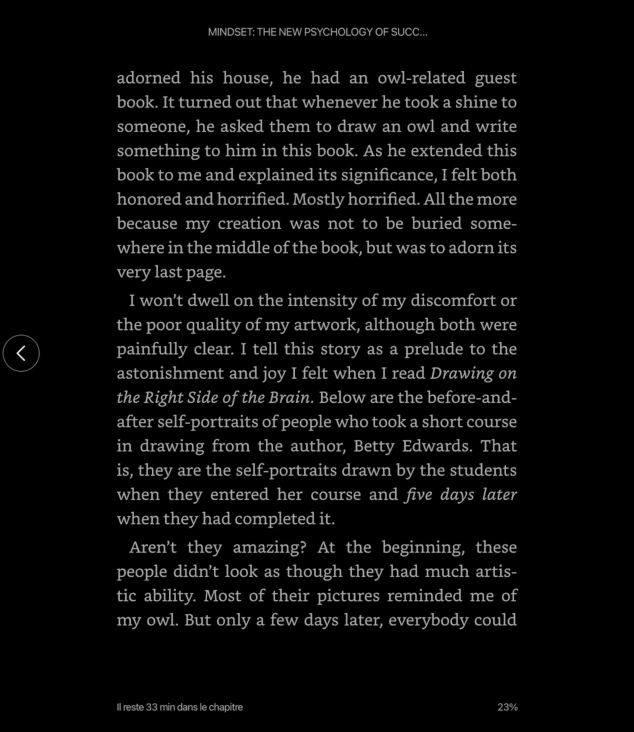 MINDSET: THE NEW PSYCHOLOGY OF SUCC...
adorned his house, he had an owl-related guest
book. It turned out that whenever he took a shine to
someone, he asked them to draw an owl and write
something to him in this book. As he extended this
book to me and explained its significance, I felt both
honored and horrified. Mostly horrified. All the more
because my creation was not to be buried some-
where in the middle of the book, but was to adorn its
very last page.
I won’t dwell on the intensity of my discomfort or
the poor quality of my artwork, although both were
painfully clear. I tell this story as a prelude to the
astonishment and joy I felt when I read Drawing on
the Right Side of the Brain. Below are the before-and-
after self-portraits of people who took a short course
in drawing from the author, Betty Edwards. That
is, they are the self-portraits drawn by the students
when they entered her course and five days later
when they had completed it.
Aren’t they amazing? At the beginning, these
people didn’t look as though they had much artis-
tic ability. Most of their pictures reminded me of
my owl. But only a few days later, everybody could
Il reste 33 min dans le chapitre
23%